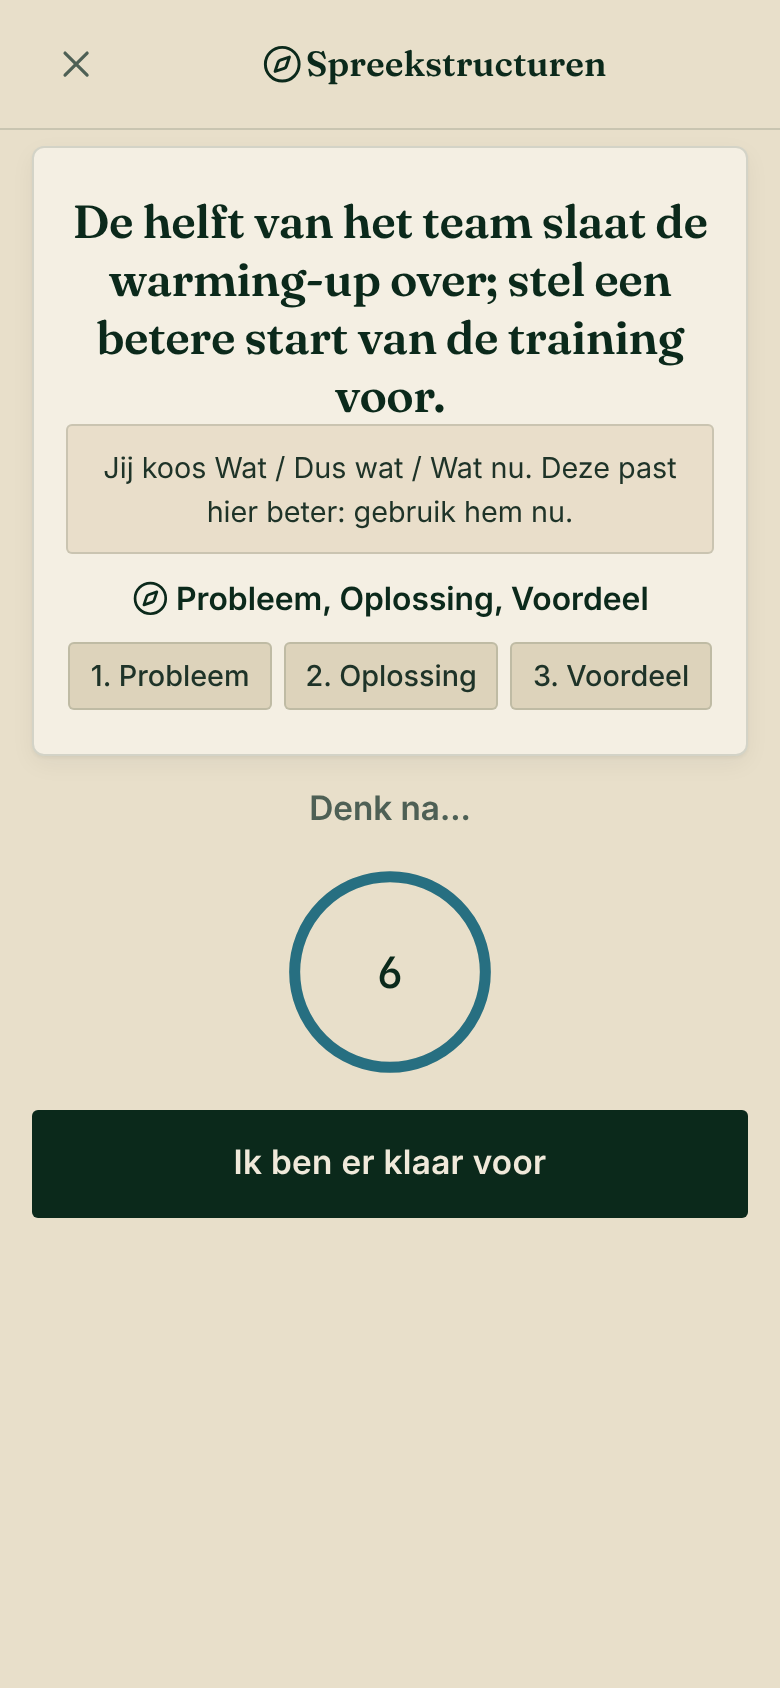 Spreekstructuren
De helft van het team slaat de
warming-up over; stel een
betere start van de training
voor.
Jij koos Wat / Dus wat / Wat nu. Deze past
hier beter: gebruik hem nu.
Probleem, Oplossing, Voordeel
1. Probleem
2. Oplossing
3. Voordeel
Denk na...
6
Ik ben er klaar voor